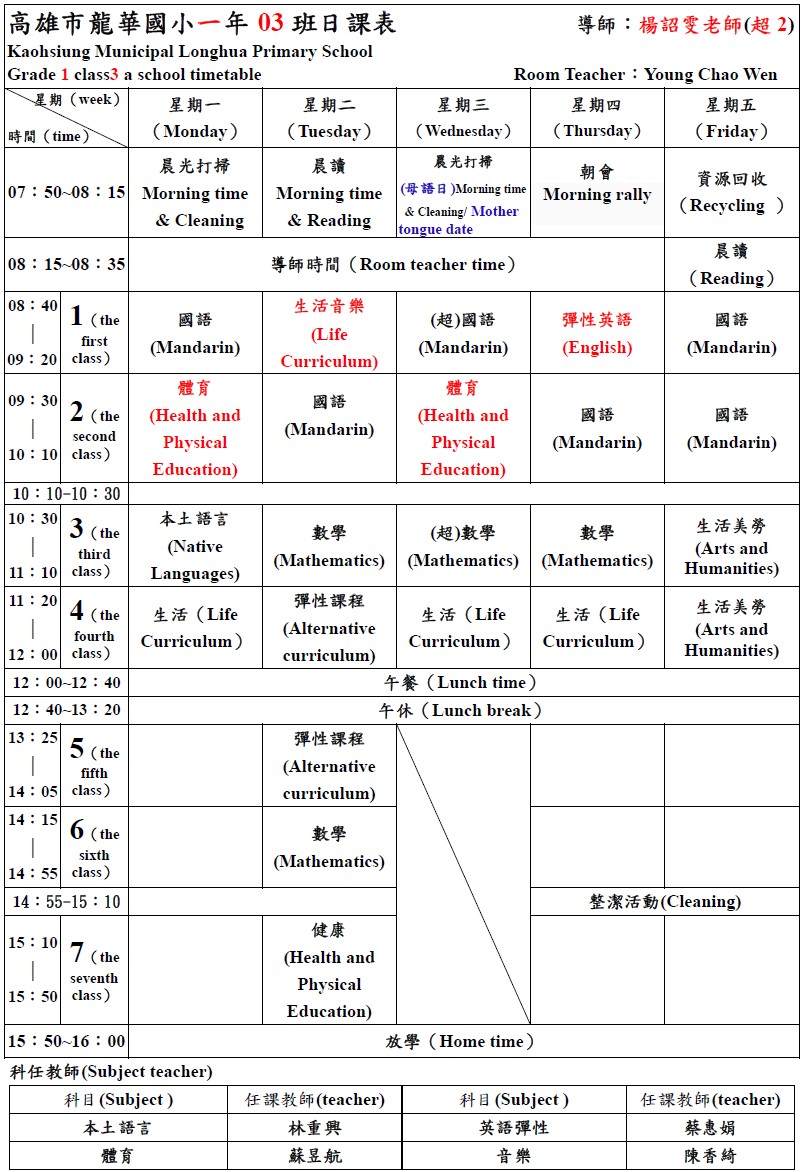 高雄市龍華國小一年 03 班日課表 導師：楊詔雯老師(超 2)
Kaohsiung Municipal Longhua Primary School
Grade 1 class3 a school timetable Room Teacher：Young Chao Wen
星期（week）
時間（time）
星期一
（Monday）
星期二
（Tuesday）
星期三
（Wednesday）
星期四
（Thursday）
星期五
（Friday）
07：50~08：15
晨光打掃
Morning time
& Cleaning
晨讀
Morning time
& Reading
晨光打掃
(母語日)Morning time
& Cleaning/ Mother
tongue date
朝會
Morning rally
資源回收
（Recycling ）
08：15~08：35
導師時間（Room teacher time）
晨讀
（Reading）
08：40
｜
09：20
1（the
first
class）
國語
(Mandarin)
生活音樂
(Life
Curriculum)
(超)國語
(Mandarin)
彈性英語
(English)
國語
(Mandarin)
09：30
｜
10：10
2（the
second
class）
體育
(Health and
Physical
Education)
國語
(Mandarin)
體育
(Health and
Physical
Education)
國語
(Mandarin)
國語
(Mandarin)
10：10-10：30
10：30
｜
11：10
3（the
third
class）
本土語言
(Native
Languages)
數學
(Mathematics)
(超)數學
(Mathematics)
數學
(Mathematics)
生活美勞
(Arts and
Humanities)
11：20
｜
12：00
4（the
fourth
class）
生活（Life
Curriculum）
彈性課程
(Alternative
curriculum)
生活（Life
Curriculum）
生活（Life
Curriculum）
生活美勞
(Arts and
Humanities)
12：00~12：40
午餐（Lunch time）
12：40~13：20
午休（Lunch break）
13：25
｜
14：05
5（the
fifth
class）
彈性課程
(Alternative
curriculum)
14：15
｜
14：55
6（the
sixth
class）
數學
(Mathematics)
14：55-15：10
整潔活動(Cleaning)
15：10
｜
15：50
7（the
seventh
class）
健康
(Health and
Physical
Education)
15：50~16：00
放學（Home time）
科任教師(Subject teacher)
科目(Subject ) 任課教師(teacher) 科目(Subject ) 任課教師(teacher)
本土語言 林重興 英語彈性 蔡惠娟
體育 蘇昱航 音樂 陳香綺